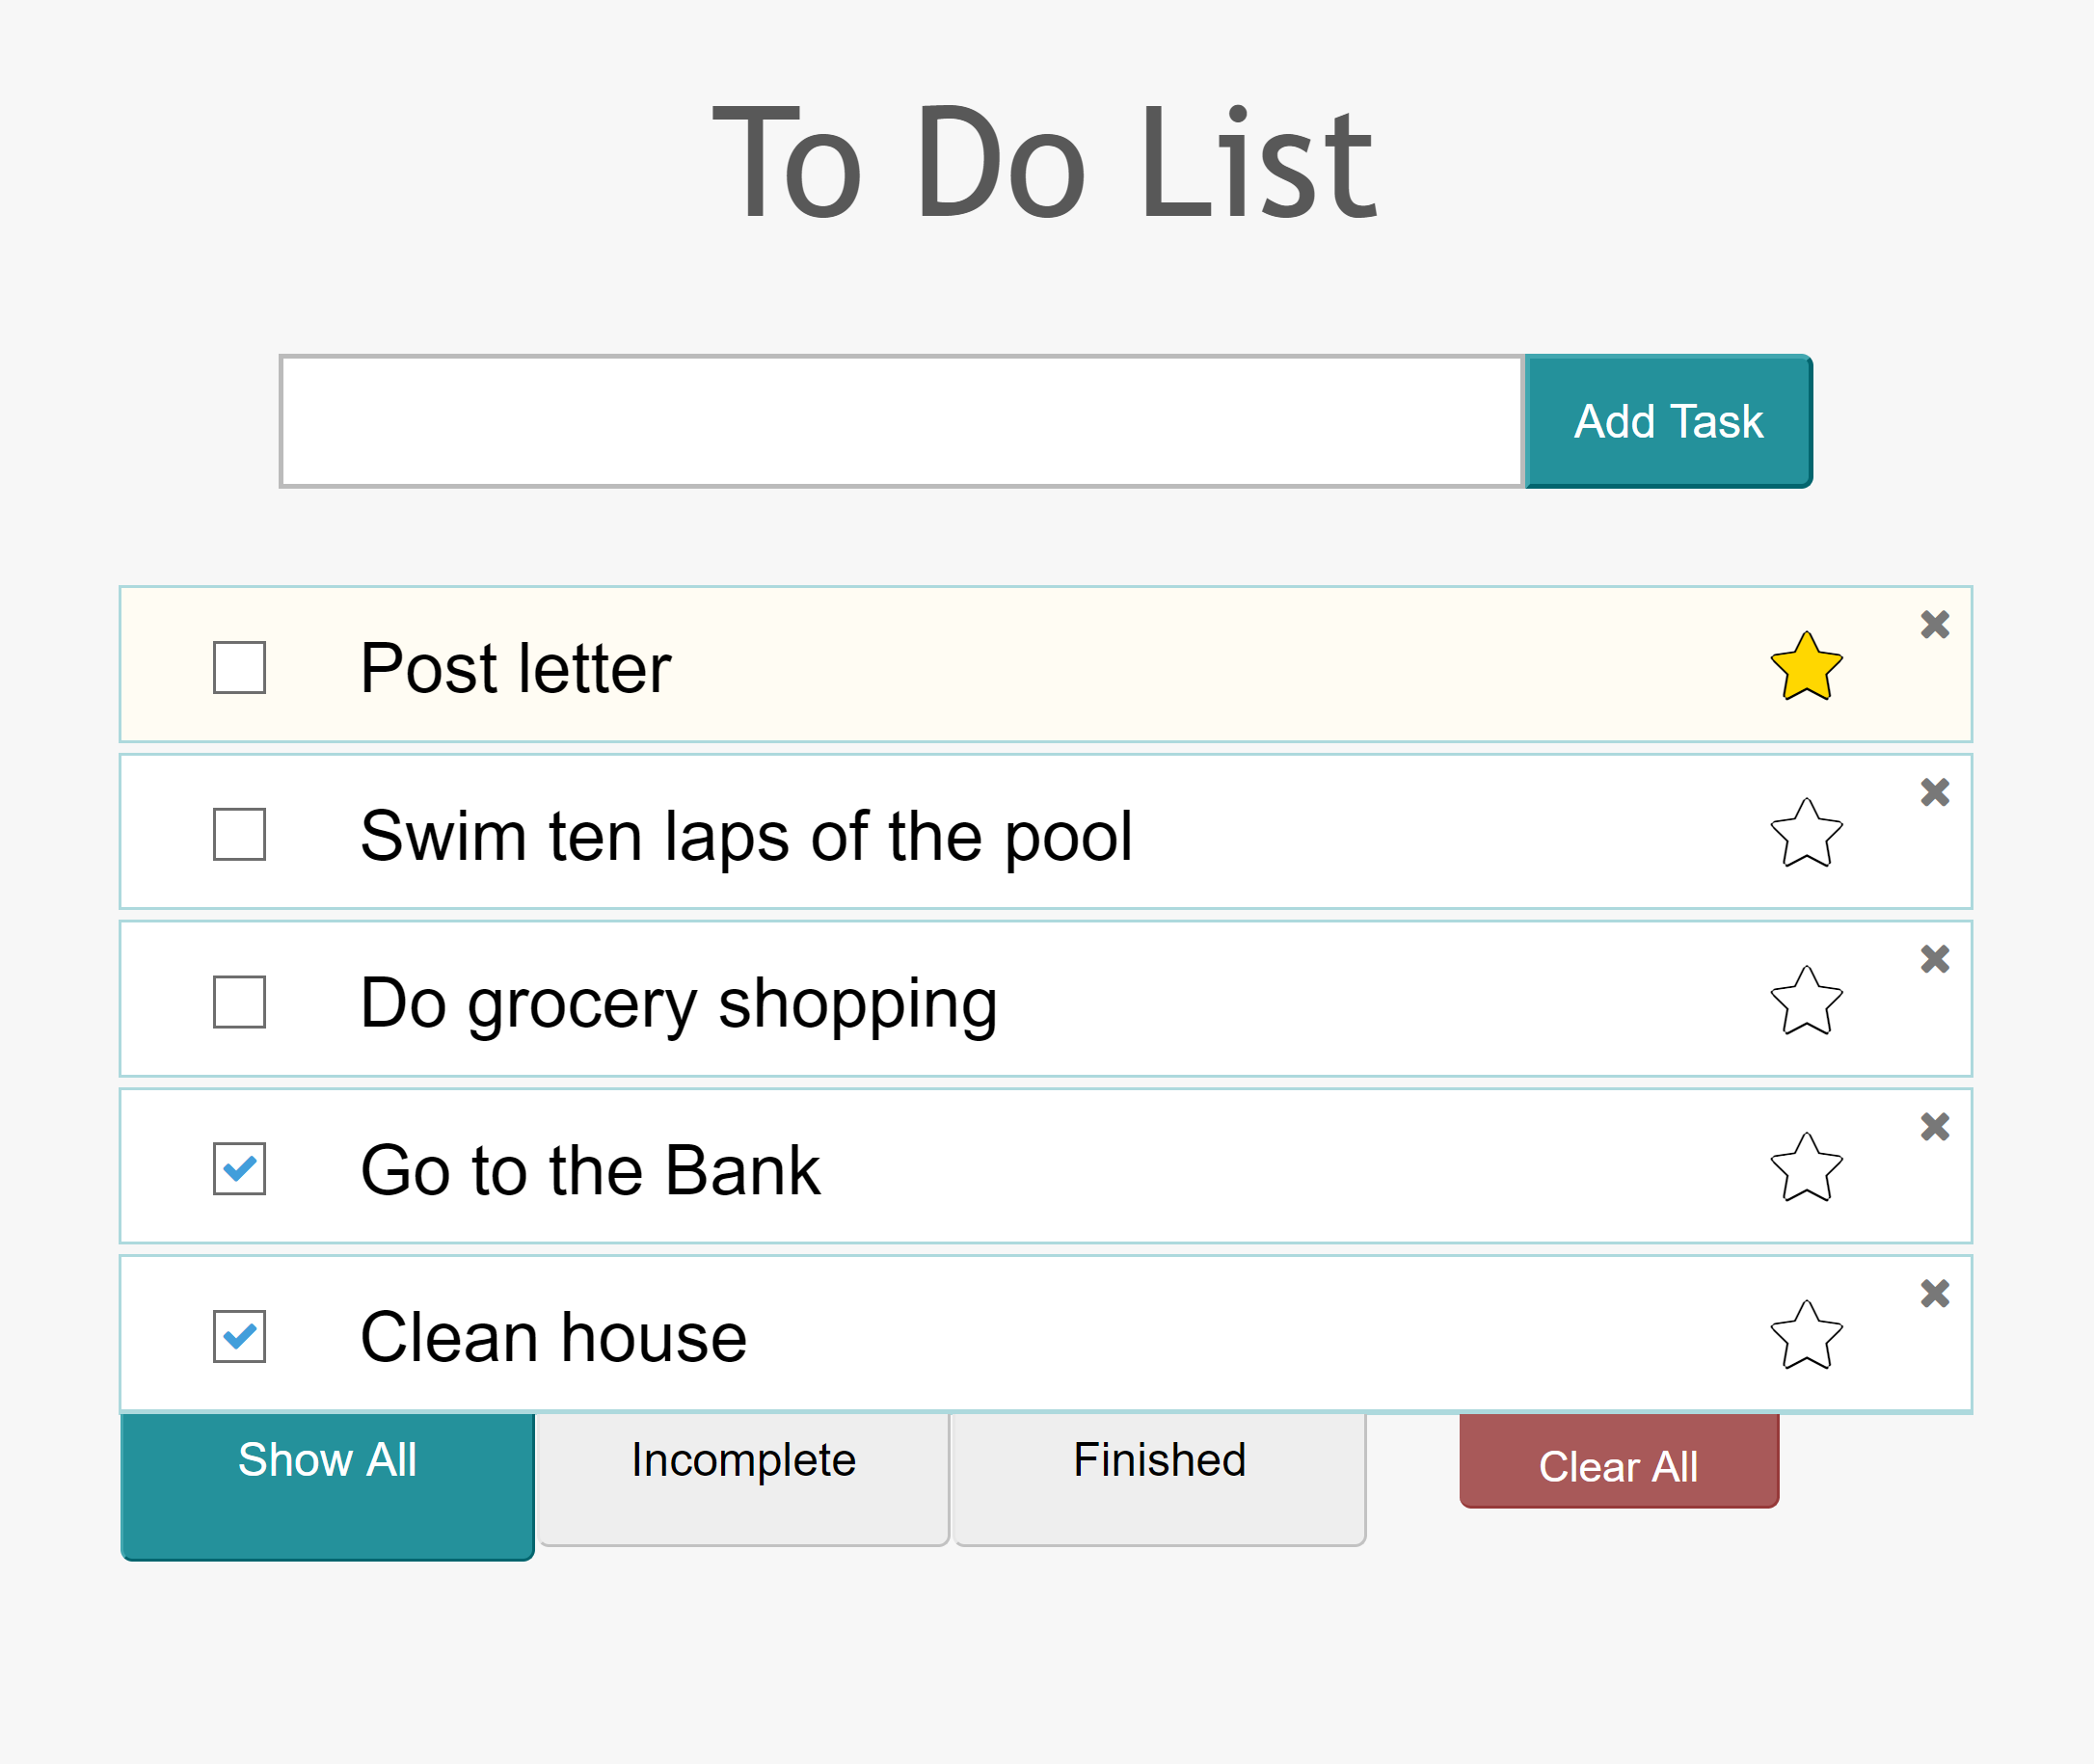 To Do List
Add Task
Post letter
Swim ten laps of the pool
Do grocery shopping
Go to the Bank
Clean house
Show All
Incomplete
Finished
Clear All